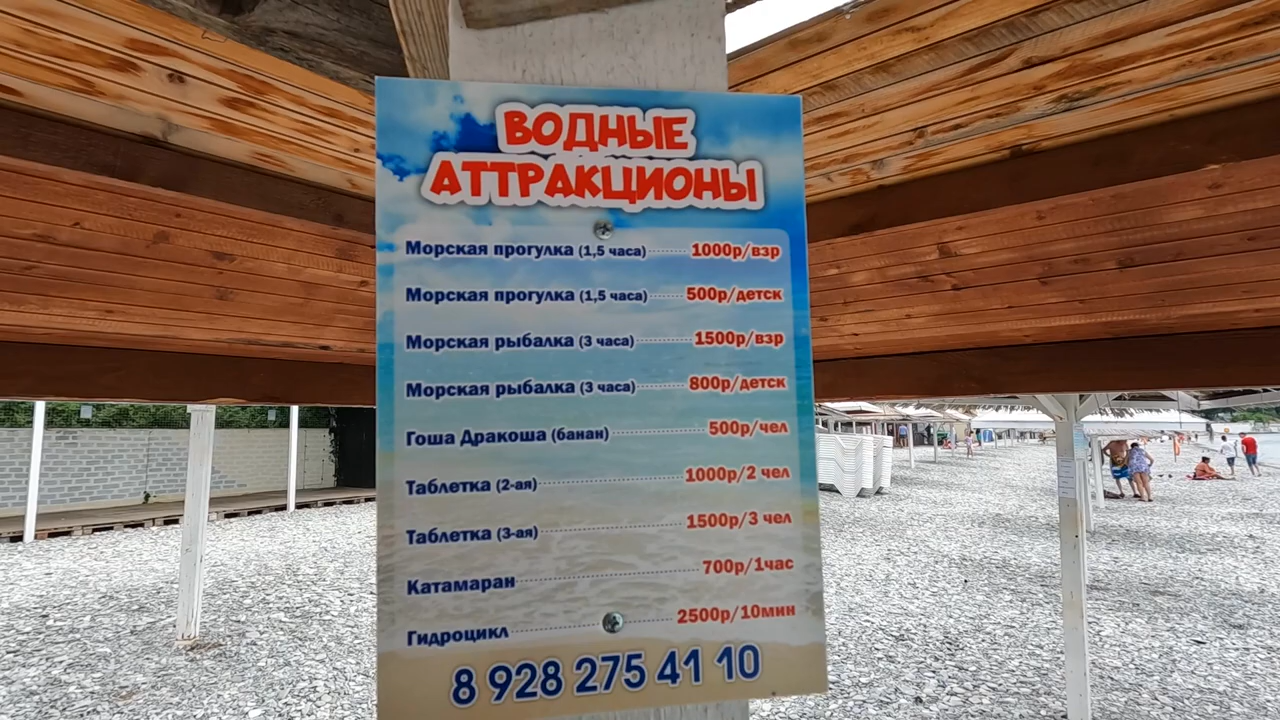 ВОДНЫЕ
АТТРАКЦИОНЫ
Морская прогулка (1,5 часа) 1000р/взр
Морская прогулка (1,5 часа) 500р/детск
Морская рыбалка (3 часа) 1500р/взр
Морская рыбалка (3 часа) 800р/детск
Гоша Дракоша (банан) 500р/чел
Таблетка (2-ая) 1000р/2 чел
Таблетка (3-ая) 1500р/3 чел
Катамаран 700р/1час
Гидроцикл 2500р/10мин
8 928 275 41 10